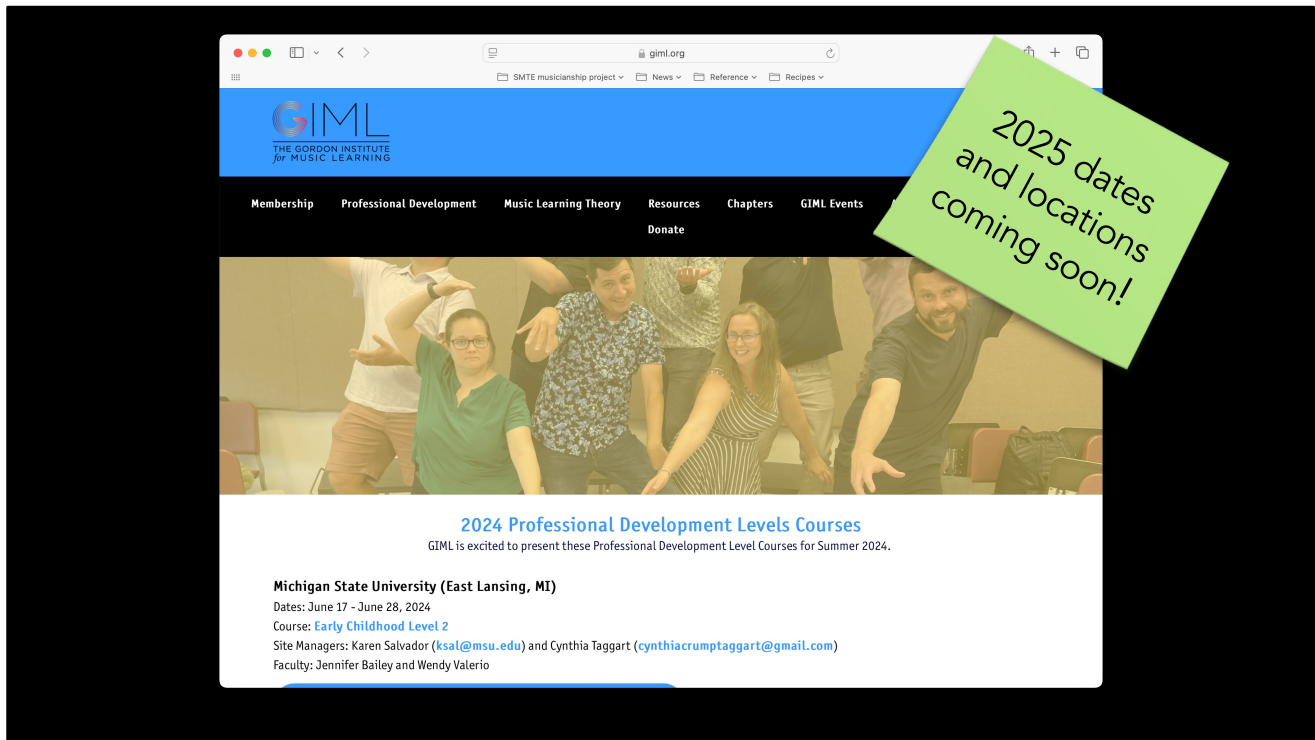 giml.org
SMTE musicianship project
News
Reference
Recipes
GIML
THE GORDON INSTITUTE
for MUSIC LEARNING
Membership
Professional Development
Music Learning Theory
Resources
Chapters
GIML Events
Donate
2025 dates
and locations
coming soon!
2024 Professional Development Levels Courses
GIML is excited to present these Professional Development Level Courses for Summer 2024.
Michigan State University (East Lansing, MI)
Dates: June 17 - June 28, 2024
Course: Early Childhood Level 2
Site Managers: Karen Salvador (ksal@msu.edu) and Cynthia Taggart (cynthiacrumptaggart@gmail.com)
Faculty: Jennifer Bailey and Wendy Valerio